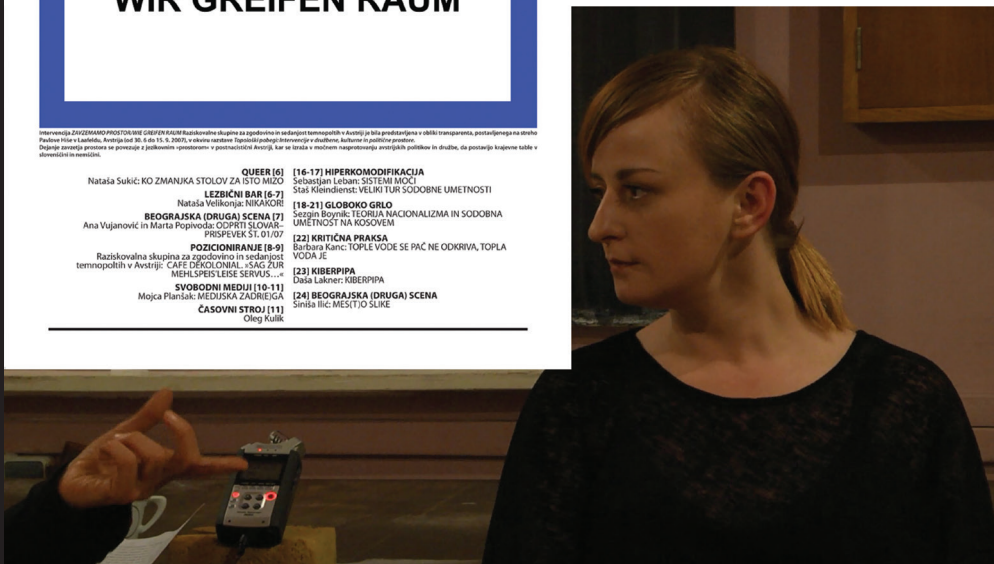 WIR GREIFEN RAUM
Intervencija ZAVZEMAMO PROSTOR/WIE GREIFEN RAUM Raziskovalne skupine za zgodovino in sedanjost temnopoltih v Avstriji je bila predstavljena v obliki transparenta, postavljenega na streho
Pavlove Hiše v Laafeldu, Avstrija (od 30. 6 do 15. 9. 2007), v okviru razstave Topološki pobegi: Intervencije v družbene, kulturne in politične prostore.
Dejanje zavzetja prostora se povezuje z jezikovnim »prostorom« v postnacistični Avstriji, kar se izraža v močnem nasprotovanju avstrijskih politikov in družbe, da postavijo krajevne table v
slovenščini in nemščini.
QUEER [6]
Nataša Sukič: KO ZMANJKA STOLOV ZA ISTO MIZO
LEZBIČNI BAR [6-7]
Nataša Velikonja: NIKAKOR!
BEOGRAJSKA (DRUGA) SCENA [7]
Ana Vujanović in Marta Popivoda: ODPRTI SLOVAR–
PRISPEVEK ŠT. 01/07
POZICIONIRANJE [8-9]
Raziskovalna skupina za zgodovino in sedanjost
temnopoltih v Avstriji: CAFÉ DEKOLONIAL. »SAG ZUR
MEHLSPEIS'LEISE SERVUS…«
SVOBODNI MEDIJI [10-11]
Mojca Planšak: MEDIJSKA ZADR(E)GA
ČASOVNI STROJ [11]
Oleg Kulik
[16-17] HIPERKOMODIFIKACIJA
Sebastjan Leban: SISTEMI MOČI
Staš Kleindienst: VELIKI TUR SODOBNE UMETNOSTI
[18-21] GLOBOKO GRLO
Sezgin Boynik: TEORIJA NACIONALIZMA IN SODOBNA
UMETNOST NA KOSOVEM
[22] KRITIČNA PRAKSA
Barbara Kanc: TOPLE VODE SE PAČ NE ODKRIVA, TOPLA
VODA JE
[23] KIBERPIPA
Daša Lakner: KIBERPIPA
[24] BEOGRAJSKA (DRUGA) SCENA
Siniša Ilić: MES(T)O SLIKE